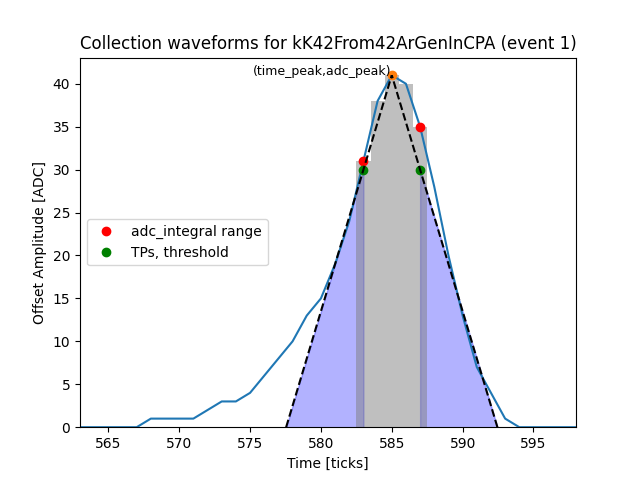 Collection waveforms for kK42From42ArGenInCPA (event 1)
(time_peak,adc_peak)
40
35
30
25
20
15
10
5
0
Offset Amplitude [ADC]
adc_integral range
TPs, threshold
565 570 575 580 585 590 595
Time [ticks]